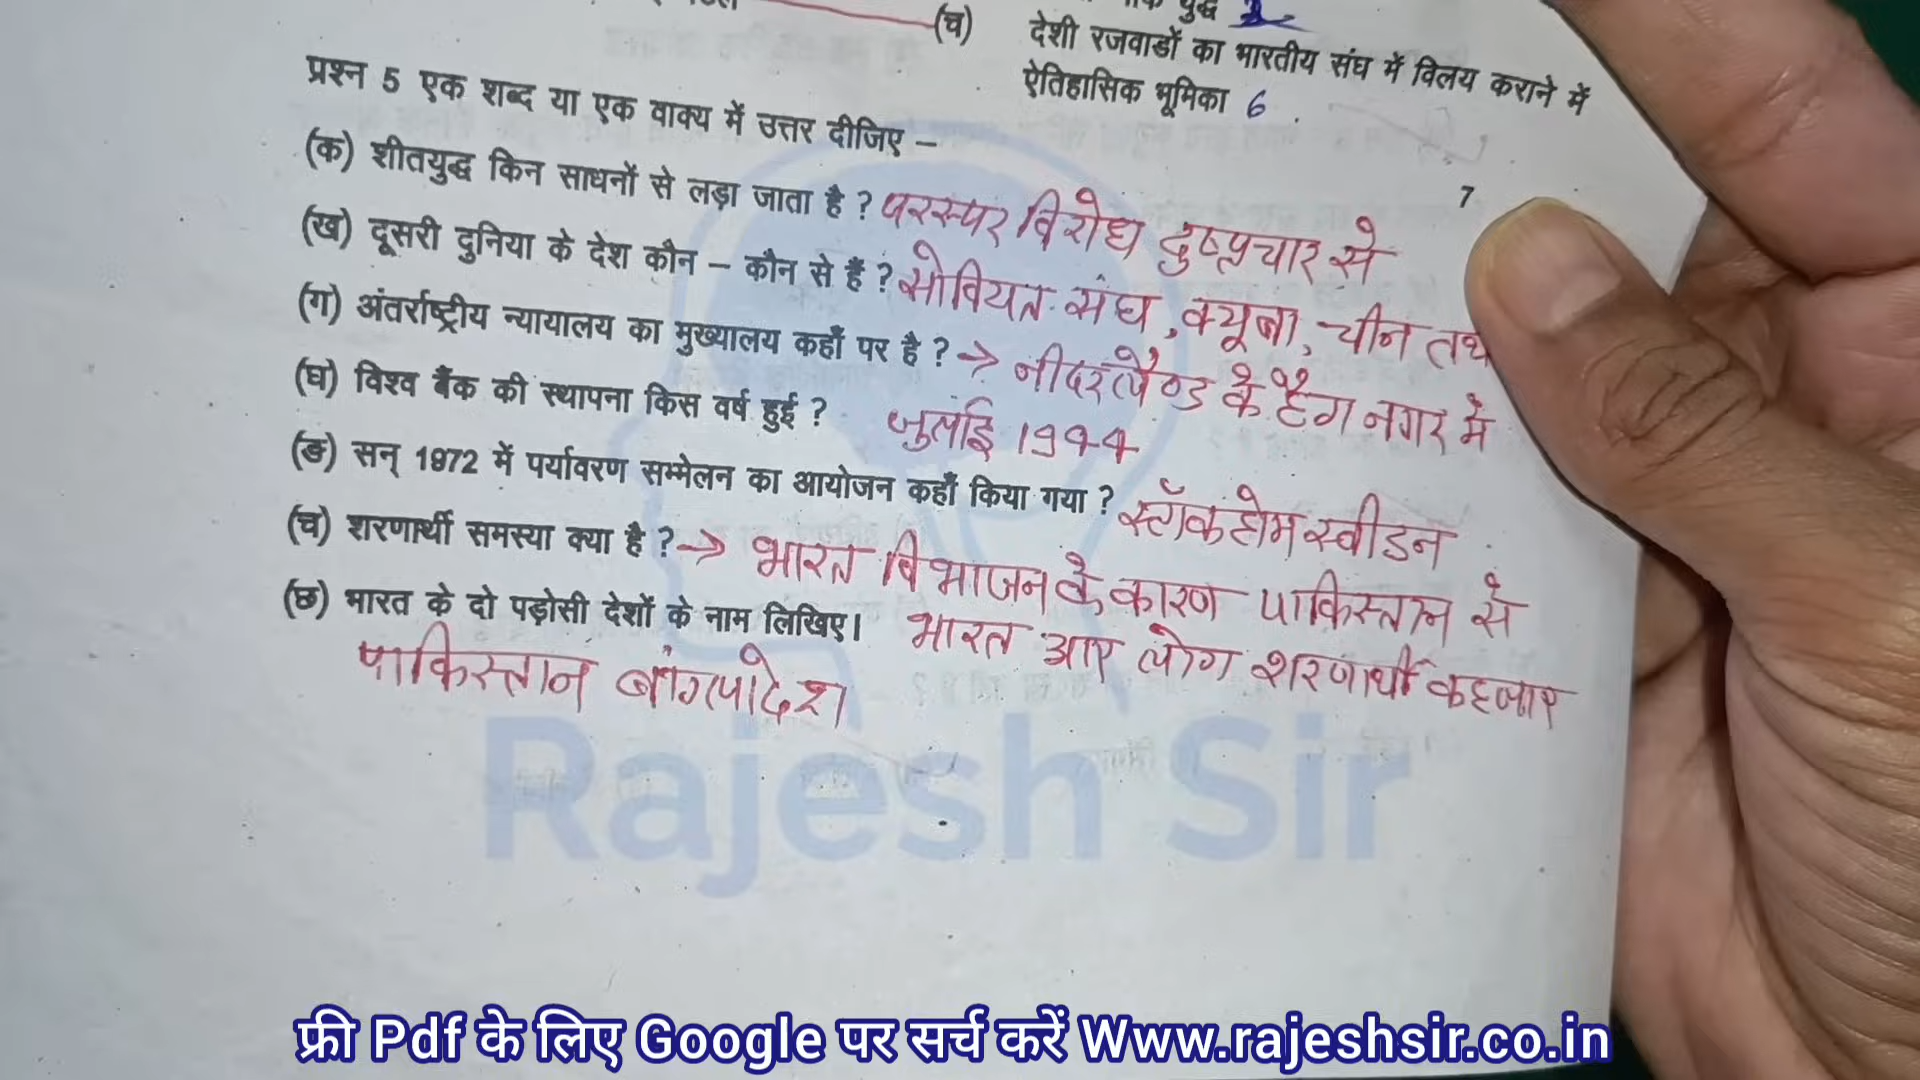 युद्ध
(च) देशी रजवाडों का भारतीय संघ में विलय कराने में
ऐतिहासिक भूमिका 6
प्रश्न 5 एक शब्द या एक वाक्य में उत्तर दीजिए –
7
(क) शीतयुद्ध किन साधनों से लड़ा जाता है ? परस्पर विरोध दुष्प्रचार से
(ख) दूसरी दुनिया के देश कौन – कौन से हैं ? सोवियत संघ, क्यूबा, चीन तथ
(ग) अंतर्राष्ट्रीय न्यायालय का मुख्यालय कहाँ पर है ? → नीदरलैण्ड के हैग नगर में
(घ) विश्व बैंक की स्थापना किस वर्ष हुई ? जुलाई 1944
(ङ) सन् 1972 में पर्यावरण सम्मेलन का आयोजन कहाँ किया गया ? स्टॉकहोम स्वीडन
(च) शरणार्थी समस्या क्या है ? → भारत विभाजन के कारण पाकिस्तान से
(छ) भारत के दो पड़ोसी देशों के नाम लिखिए। भारत आए लोग शरणार्थी कहलाए
पाकिस्तान बांग्लादेश
Rajesh Sir
फ्री Pdf के लिए Google पर सर्च करें Www.rajeshsir.co.in